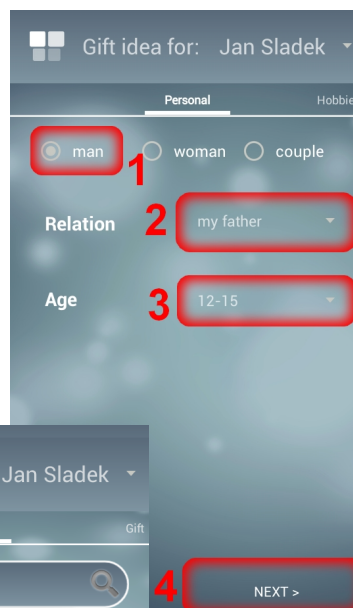 Gift idea for: Jan Sladek
Personal Hobbie
man woman couple
1
Relation 2 my father
Age 3 12-15
Jan Sladek
Gift
4 NEXT >